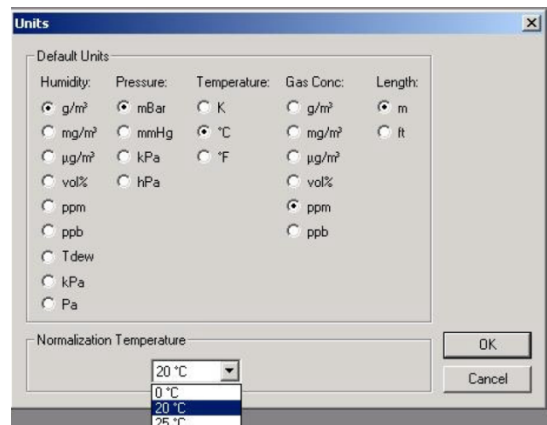 Units
Default Units
Humidity: Pressure: Temperature: Gas Conc: Length:
g/m³ mBar K g/m³ m
mg/m³ mmHg °C mg/m³ ft
µg/m³ kPa °F µg/m³
vol% hPa vol%
ppm ppm
ppb ppb
Tdew
kPa
Pa
Normalization Temperature
OK
20 °C
Cancel
0 °C
20 °C
25 °C